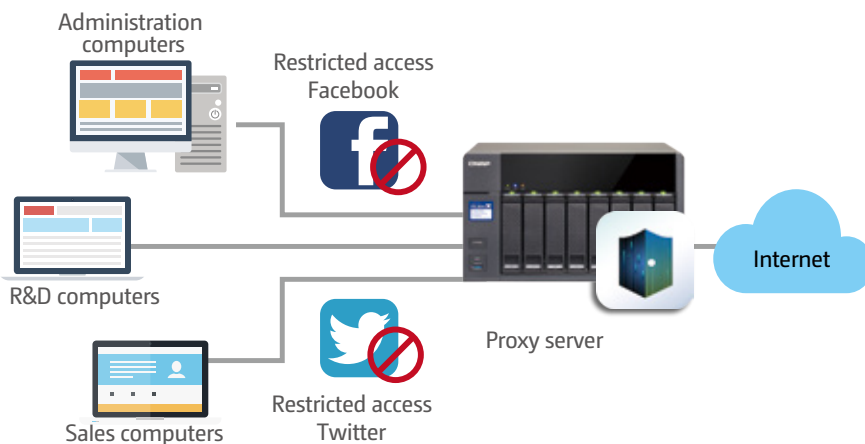 Administration
computers
Restricted access
Facebook
R&D computers
Internet
Proxy server
Sales computers
Restricted access
Twitter